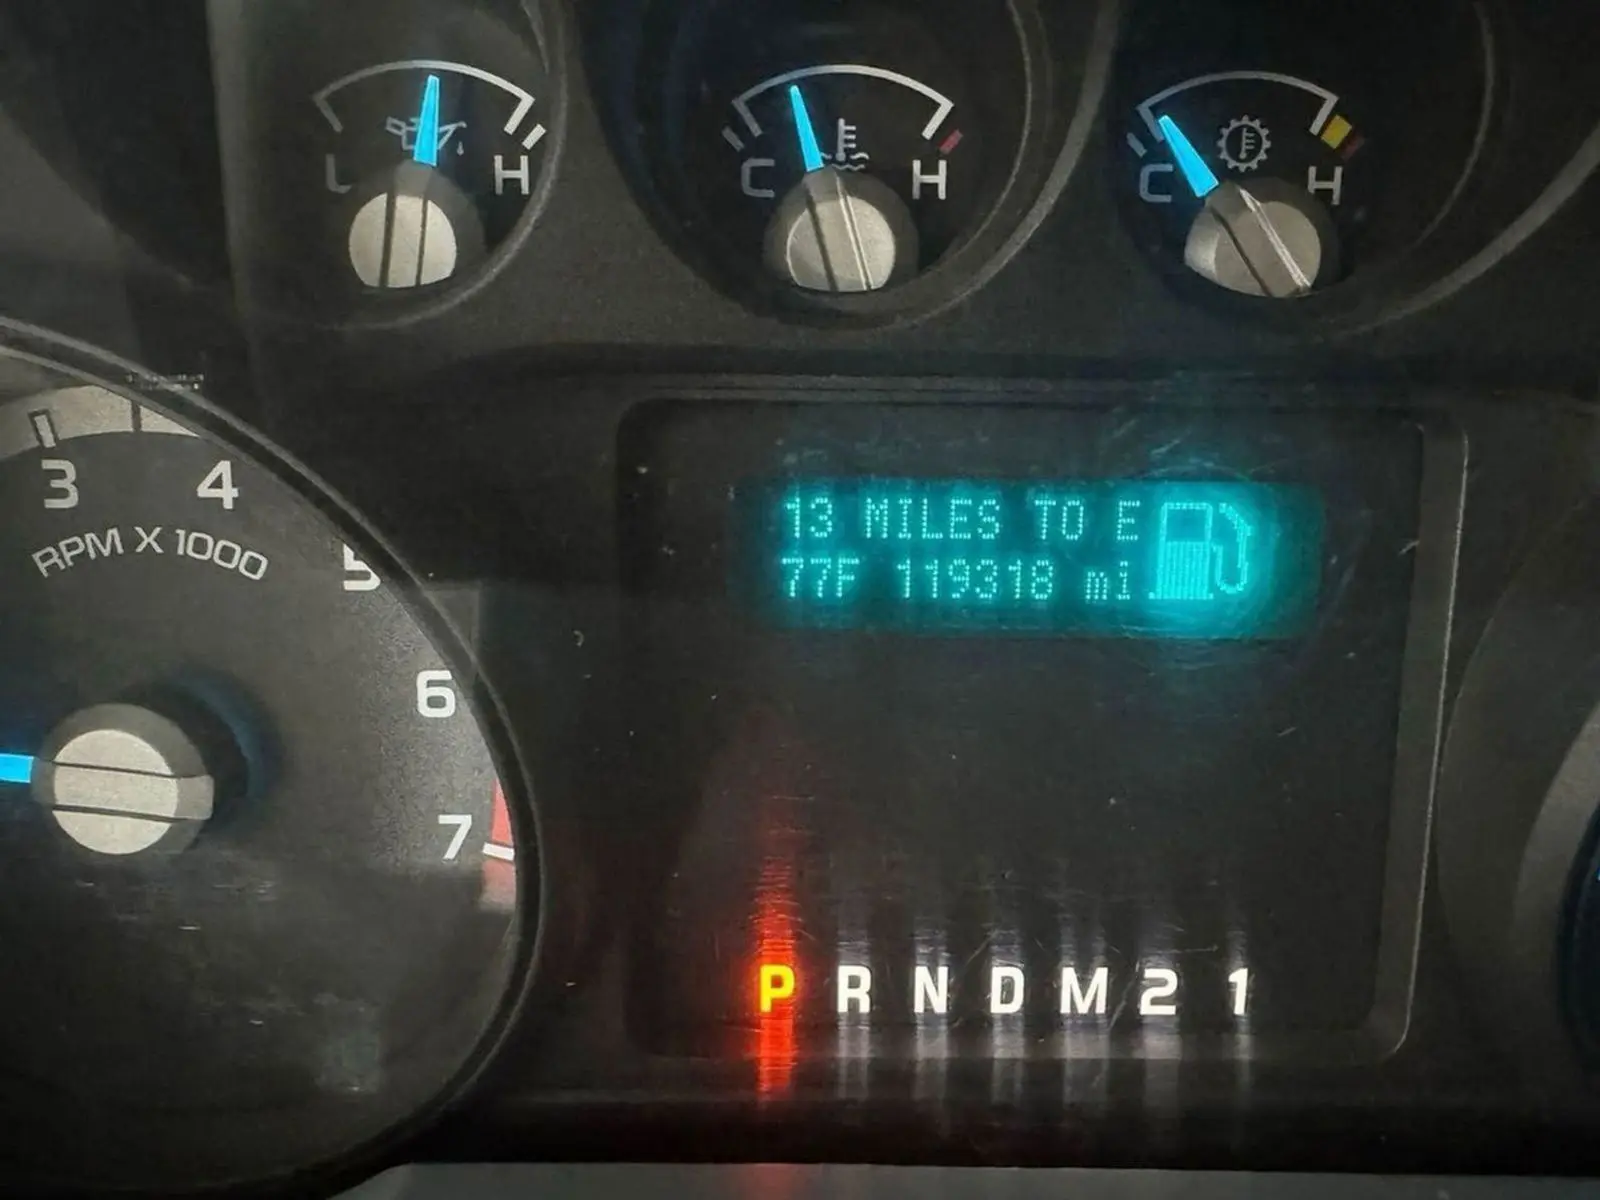 L H
C H
C H
3 4 5 6 7
RPM X 1000
13 MILES TO E
77F 119318 mi
P R N D M 2 1